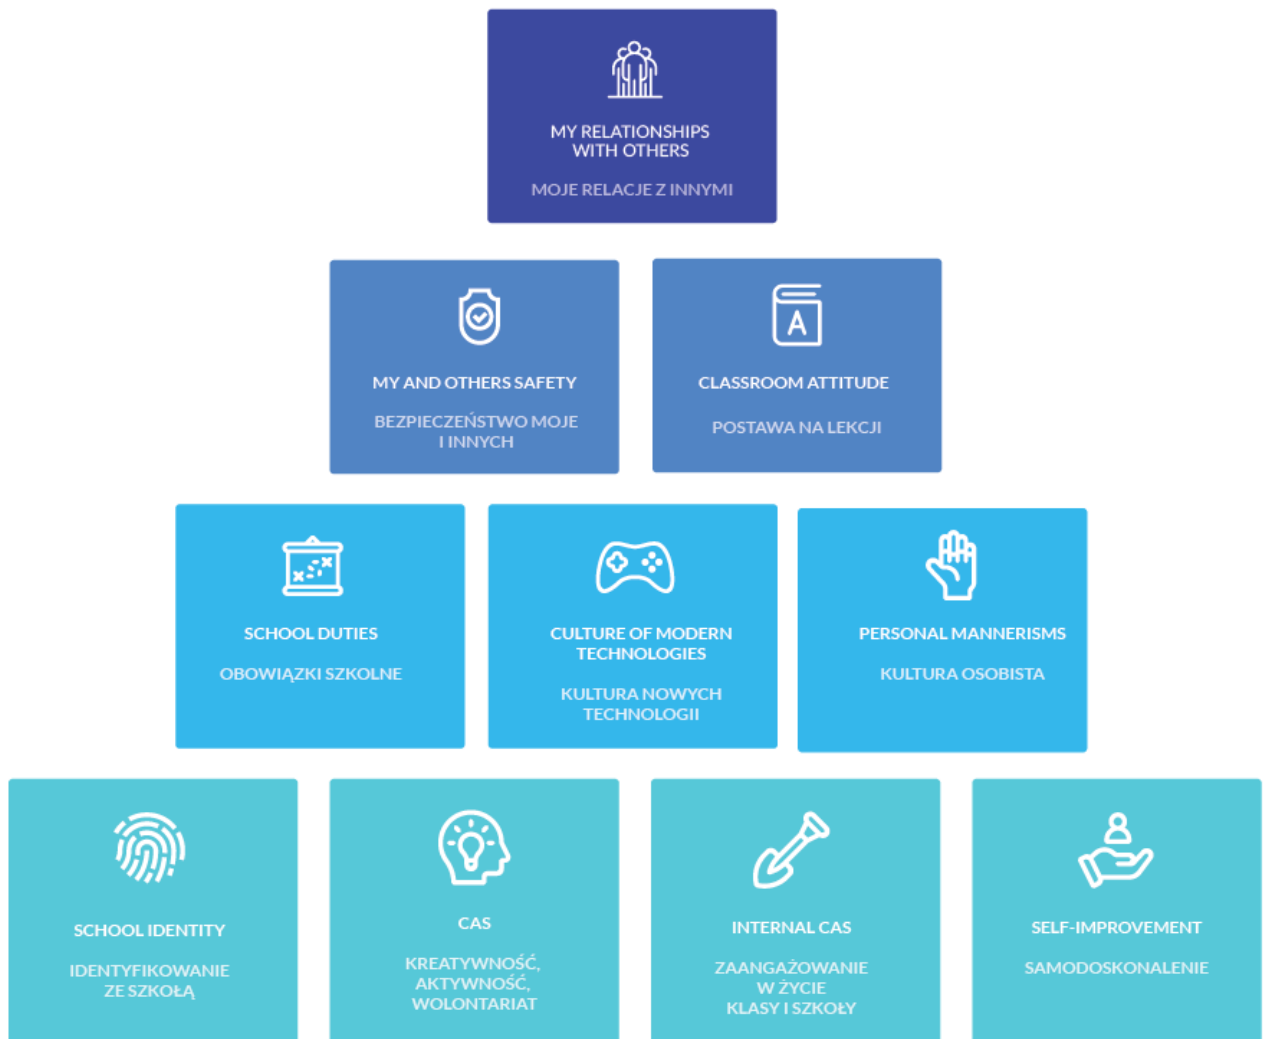 MY RELATIONSHIPS
WITH OTHERS
MOJE RELACJE Z INNYMI
MY AND OTHERS SAFETY
BEZPIECZEŃSTWO MOJE
I INNYCH
A
CLASSROOM ATTITUDE
POSTAWA NA LEKCJI
SCHOOL DUTIES
OBOWIĄZKI SZKOLNE
CULTURE OF MODERN
TECHNOLOGIES
KULTURA NOWYCH
TECHNOLOGII
PERSONAL MANNERISMS
KULTURA OSOBISTA
SCHOOL IDENTITY
IDENTYFIKOWANIE
ZE SZKOŁĄ
CAS
KREATYWNOŚĆ,
AKTYWNOŚĆ,
WOLONTARIAT
INTERNAL CAS
ZAANGAŻOWANIE
W ŻYCIE
KLASY I SZKOŁY
SELF-IMPROVEMENT
SAMODOSKONALENIE